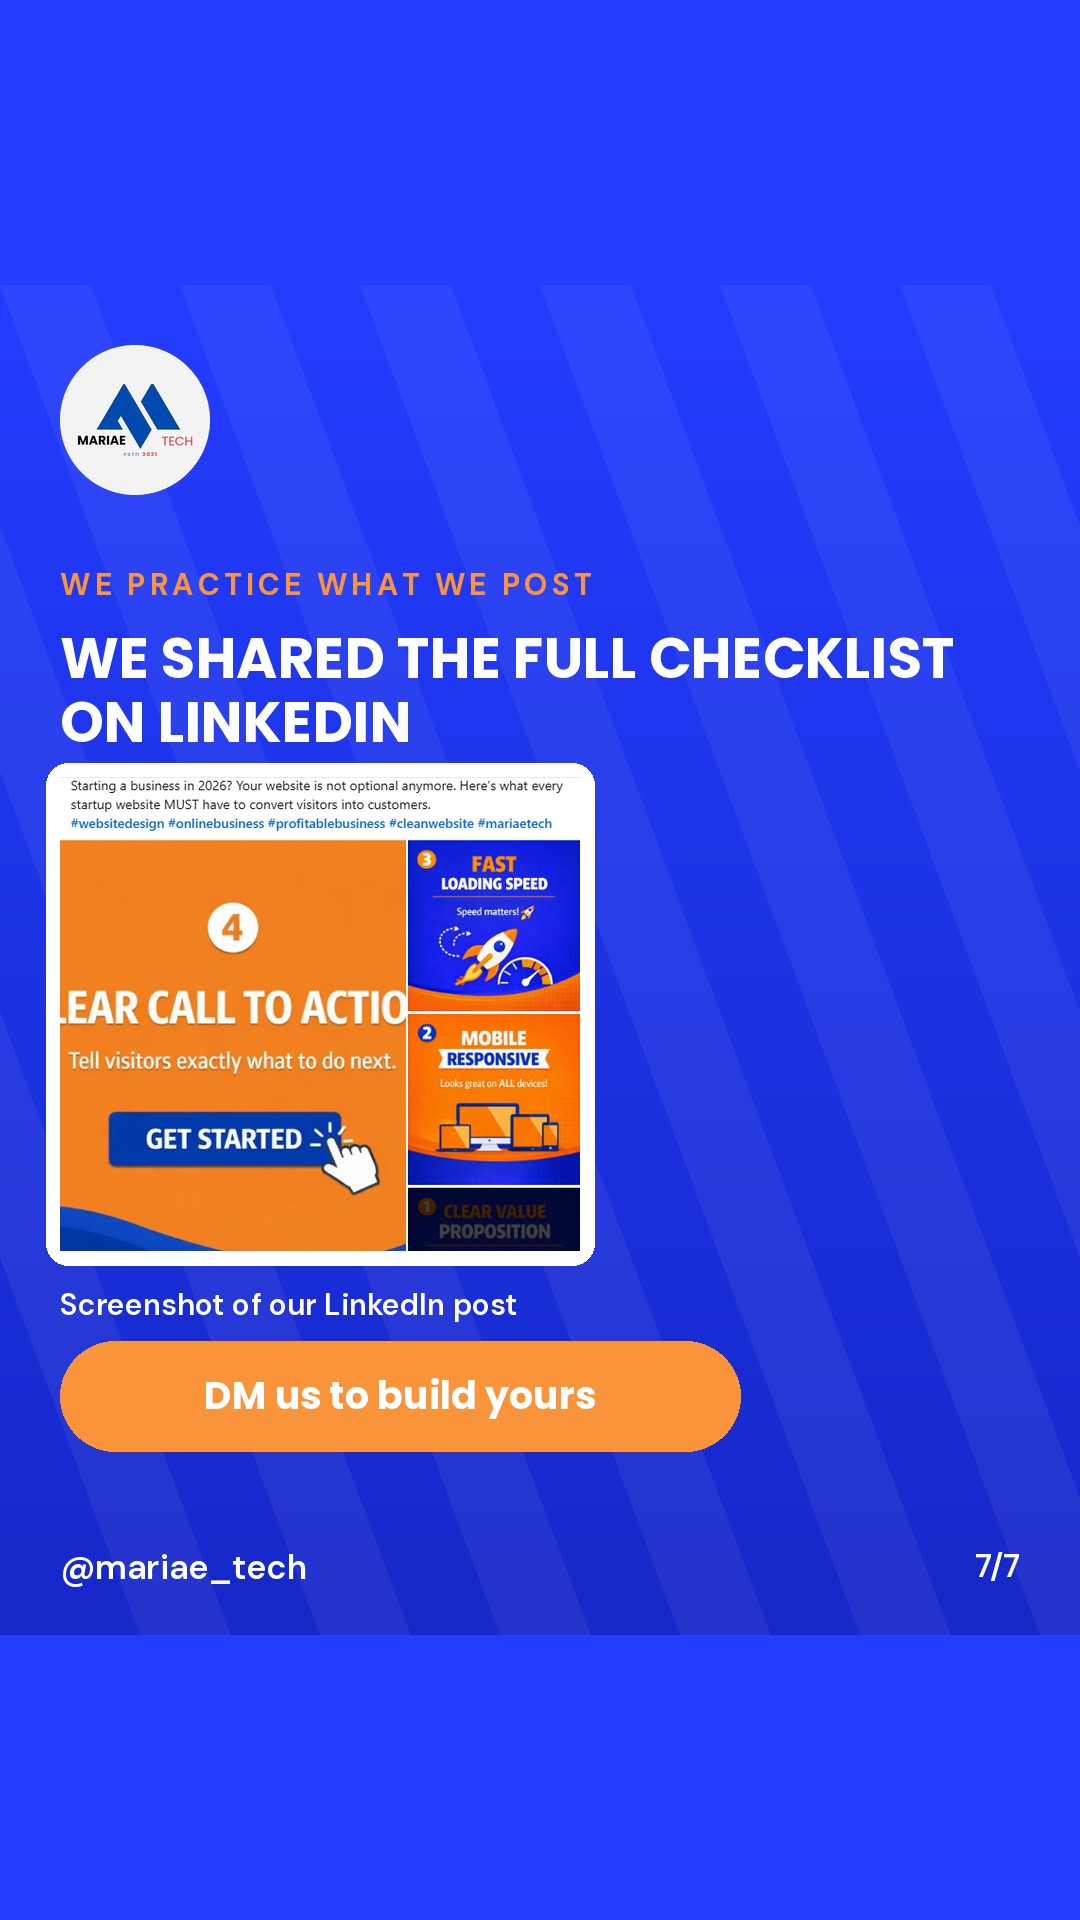 MARIAE TECH
ESTD 2021
WE PRACTICE WHAT WE POST
WE SHARED THE FULL CHECKLIST
ON LINKEDIN
Starting a business in 2026? Your website is not optional anymore. Here's what every
startup website MUST have to convert visitors into customers.
#websitedesign #onlinebusiness #profitablebusiness #cleanwebsite #mariaetech
4
LEAR CALL TO ACTIO
Tell visitors exactly what to do next.
GET STARTED
3
FAST
LOADING SPEED
Speed matters!
2
MOBILE
RESPONSIVE
Looks great on ALL devices!
1
CLEAR VALUE
PROPOSITION
Screenshot of our LinkedIn post
DM us to build yours
@mariae_tech
7/7